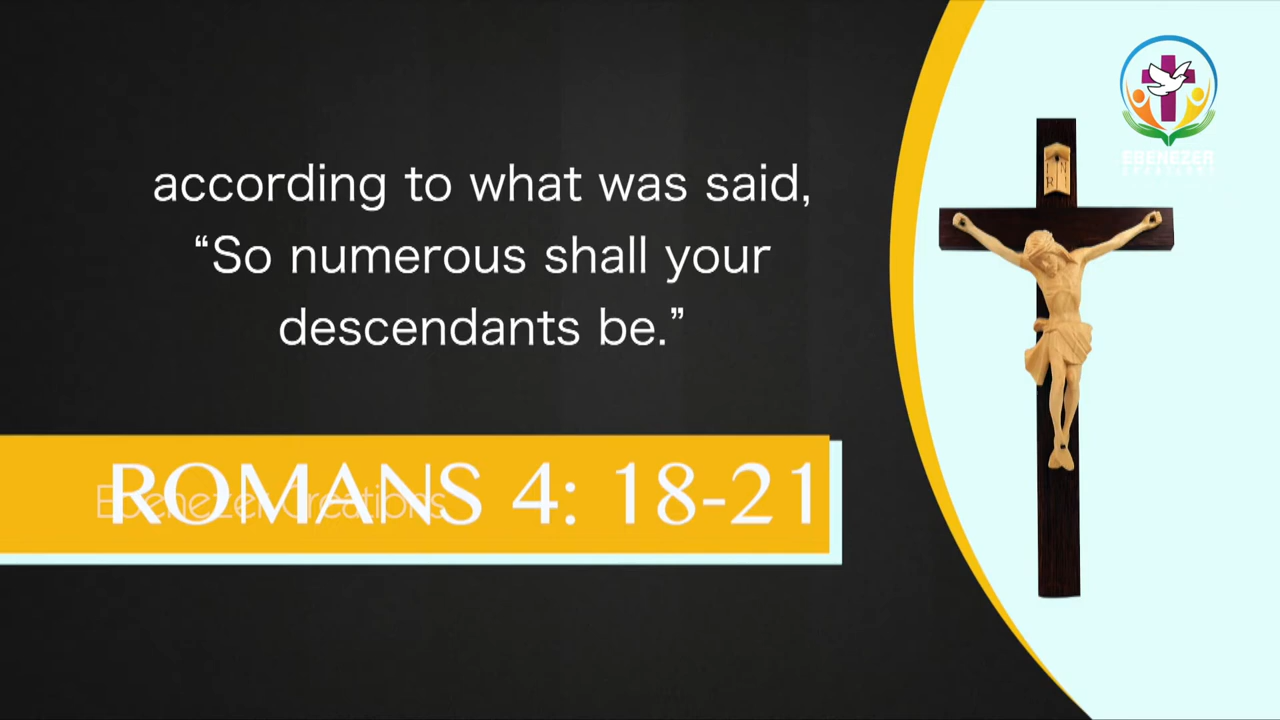 according to what was said,
“So numerous shall your
descendants be.”
ROMANS 4: 18-21
Ebenezer Creations
EBENEZER
I N
R